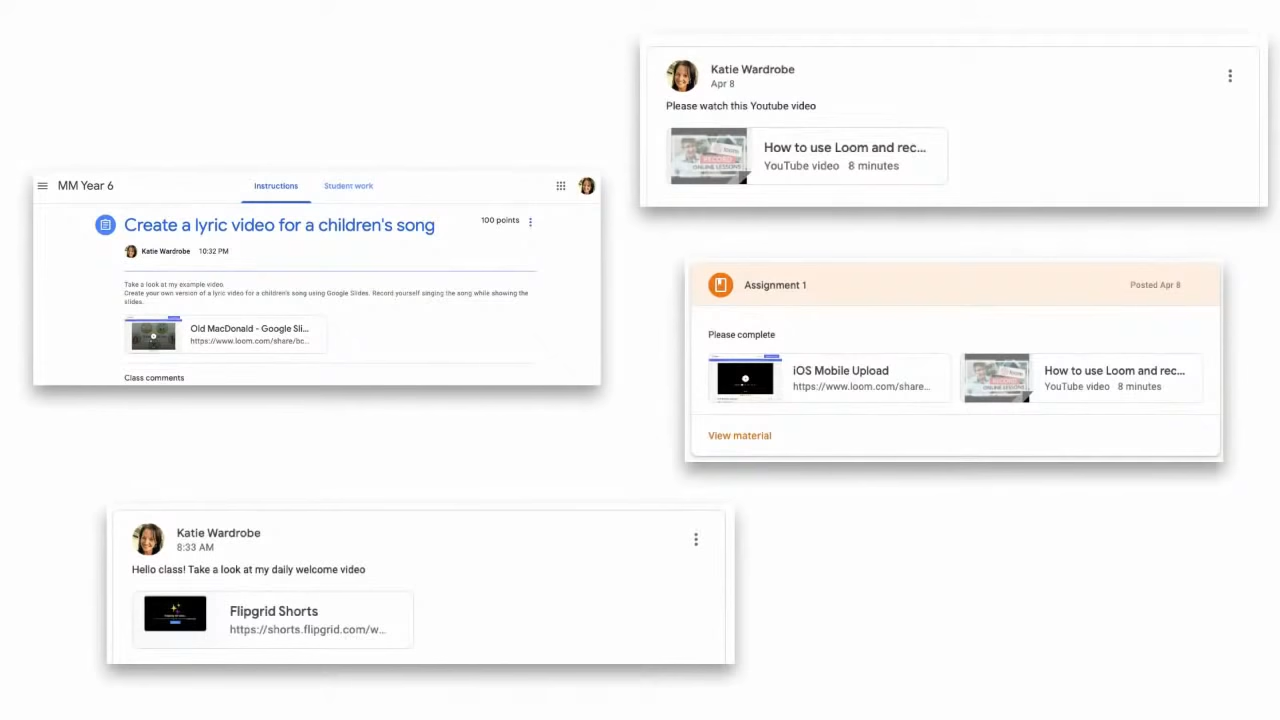 MM Year 6
Instructions
Student work
Create a lyric video for a children's song
100 points
Katie Wardrobe 10:32 PM
Take a look at my example video.
Create your own version of a lyric video for a children's song using Google Slides. Record yourself singing the song while showing the
slides.
Old MacDonald - Google Sli...
https://www.loom.com/share/bc...
Class comments
Katie Wardrobe
Apr 8
Please watch this Youtube video
How to use Loom and rec...
YouTube video 8 minutes
Assignment 1
Posted Apr 8
Please complete
iOS Mobile Upload
https://www.loom.com/share...
How to use Loom and rec...
YouTube video 8 minutes
View material
Katie Wardrobe
8:33 AM
Hello class! Take a look at my daily welcome video
Flipgrid Shorts
https://shorts.flipgrid.com/w...